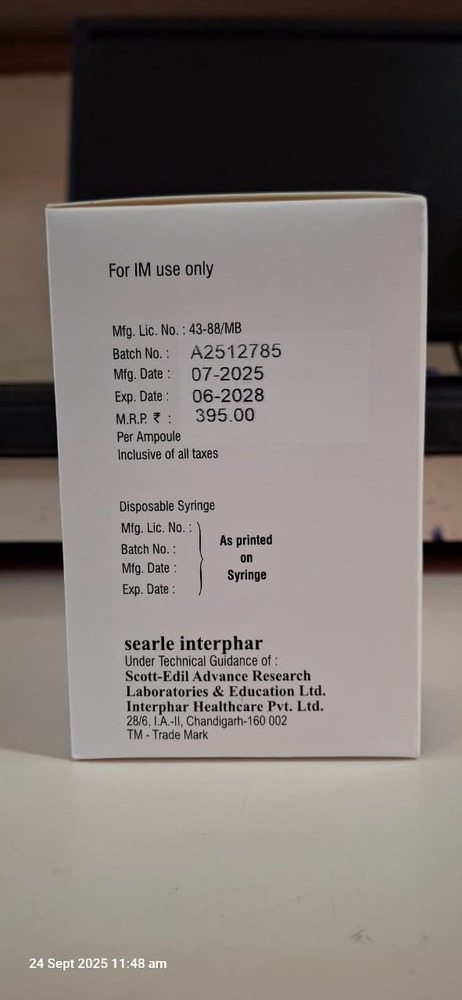 For IM use only
Mfg. Lic. No. : 43-88/MB
Batch No. : A2512785
Mfg. Date : 07-2025
Exp. Date : 06-2028
M.R.P. ₹ : 395.00
Per Ampoule
Inclusive of all taxes
Disposable Syringe
Mfg. Lic. No. :
Batch No. :
Mfg. Date :
Exp. Date :
As printed
on
Syringe
searle interphar
Under Technical Guidance of :
Scott-Edil Advance Research
Laboratories & Education Ltd.
Interphar Healthcare Pvt. Ltd.
28/6, I.A.-II, Chandigarh-160 002
TM - Trade Mark
24 Sept 2025 11:48 am